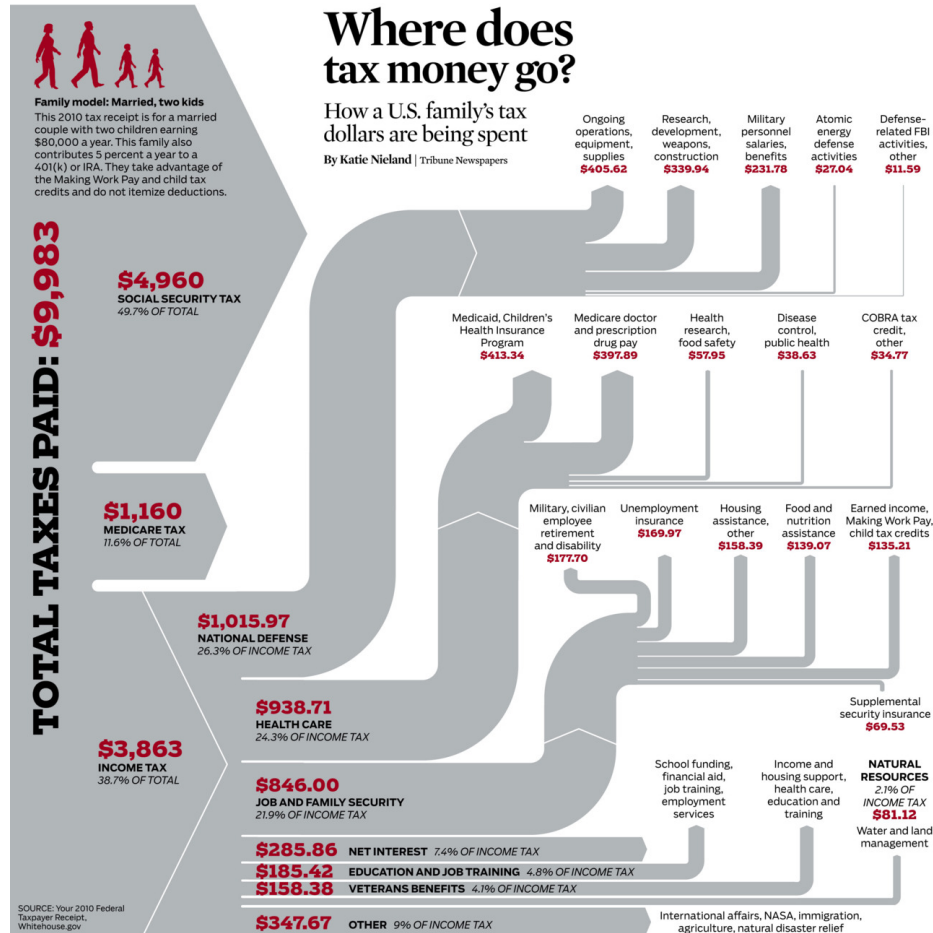 Where does
tax money go?
How a U.S. family's tax
dollars are being spent
By Katie Nieland | Tribune Newspapers
Family model: Married, two kids
This 2010 tax receipt is for a married
couple with two children earning
$80,000 a year. This family also
contributes 5 percent a year to a
401(k) or IRA. They take advantage of
the Making Work Pay and child tax
credits and do not itemize deductions.
TOTAL TAXES PAID: $9,983
$4,960
SOCIAL SECURITY TAX
49.7% OF TOTAL
$1,160
MEDICARE TAX
11.6% OF TOTAL
$3,863
INCOME TAX
38.7% OF TOTAL
$1,015.97
NATIONAL DEFENSE
26.3% OF INCOME TAX
Ongoing
operations,
equipment,
supplies
$405.62
Research,
development,
weapons,
construction
$339.94
Military
personnel
salaries,
benefits
$231.78
Atomic
energy
defense
activities
$27.04
Defense-
related FBI
activities,
other
$11.59
$938.71
HEALTH CARE
24.3% OF INCOME TAX
Medicaid, Children's
Health Insurance
Program
$413.34
Medicare doctor
and prescription
drug pay
$397.89
Health
research,
food safety
$57.95
Disease
control,
public health
$38.63
COBRA tax
credit,
other
$34.77
$846.00
JOB AND FAMILY SECURITY
21.9% OF INCOME TAX
Military, civilian
employee
retirement
and disability
$177.70
Unemployment
insurance
$169.97
Housing
assistance,
other
$158.39
Food and
nutrition
assistance
$139.07
Earned income,
Making Work Pay,
child tax credits
$135.21
Supplemental
security insurance
$69.53
$285.86 NET INTEREST 7.4% OF INCOME TAX
$185.42 EDUCATION AND JOB TRAINING 4.8% OF INCOME TAX
School funding,
financial aid,
job training,
employment
services
$158.38 VETERANS BENEFITS 4.1% OF INCOME TAX
Income and
housing support,
health care,
education and
training
NATURAL
RESOURCES
2.1% OF
INCOME TAX
$81.12
Water and land
management
$347.67 OTHER 9% OF INCOME TAX
International affairs, NASA, immigration,
agriculture, natural disaster relief
SOURCE: Your 2010 Federal
Taxpayer Receipt,
Whitehouse.gov